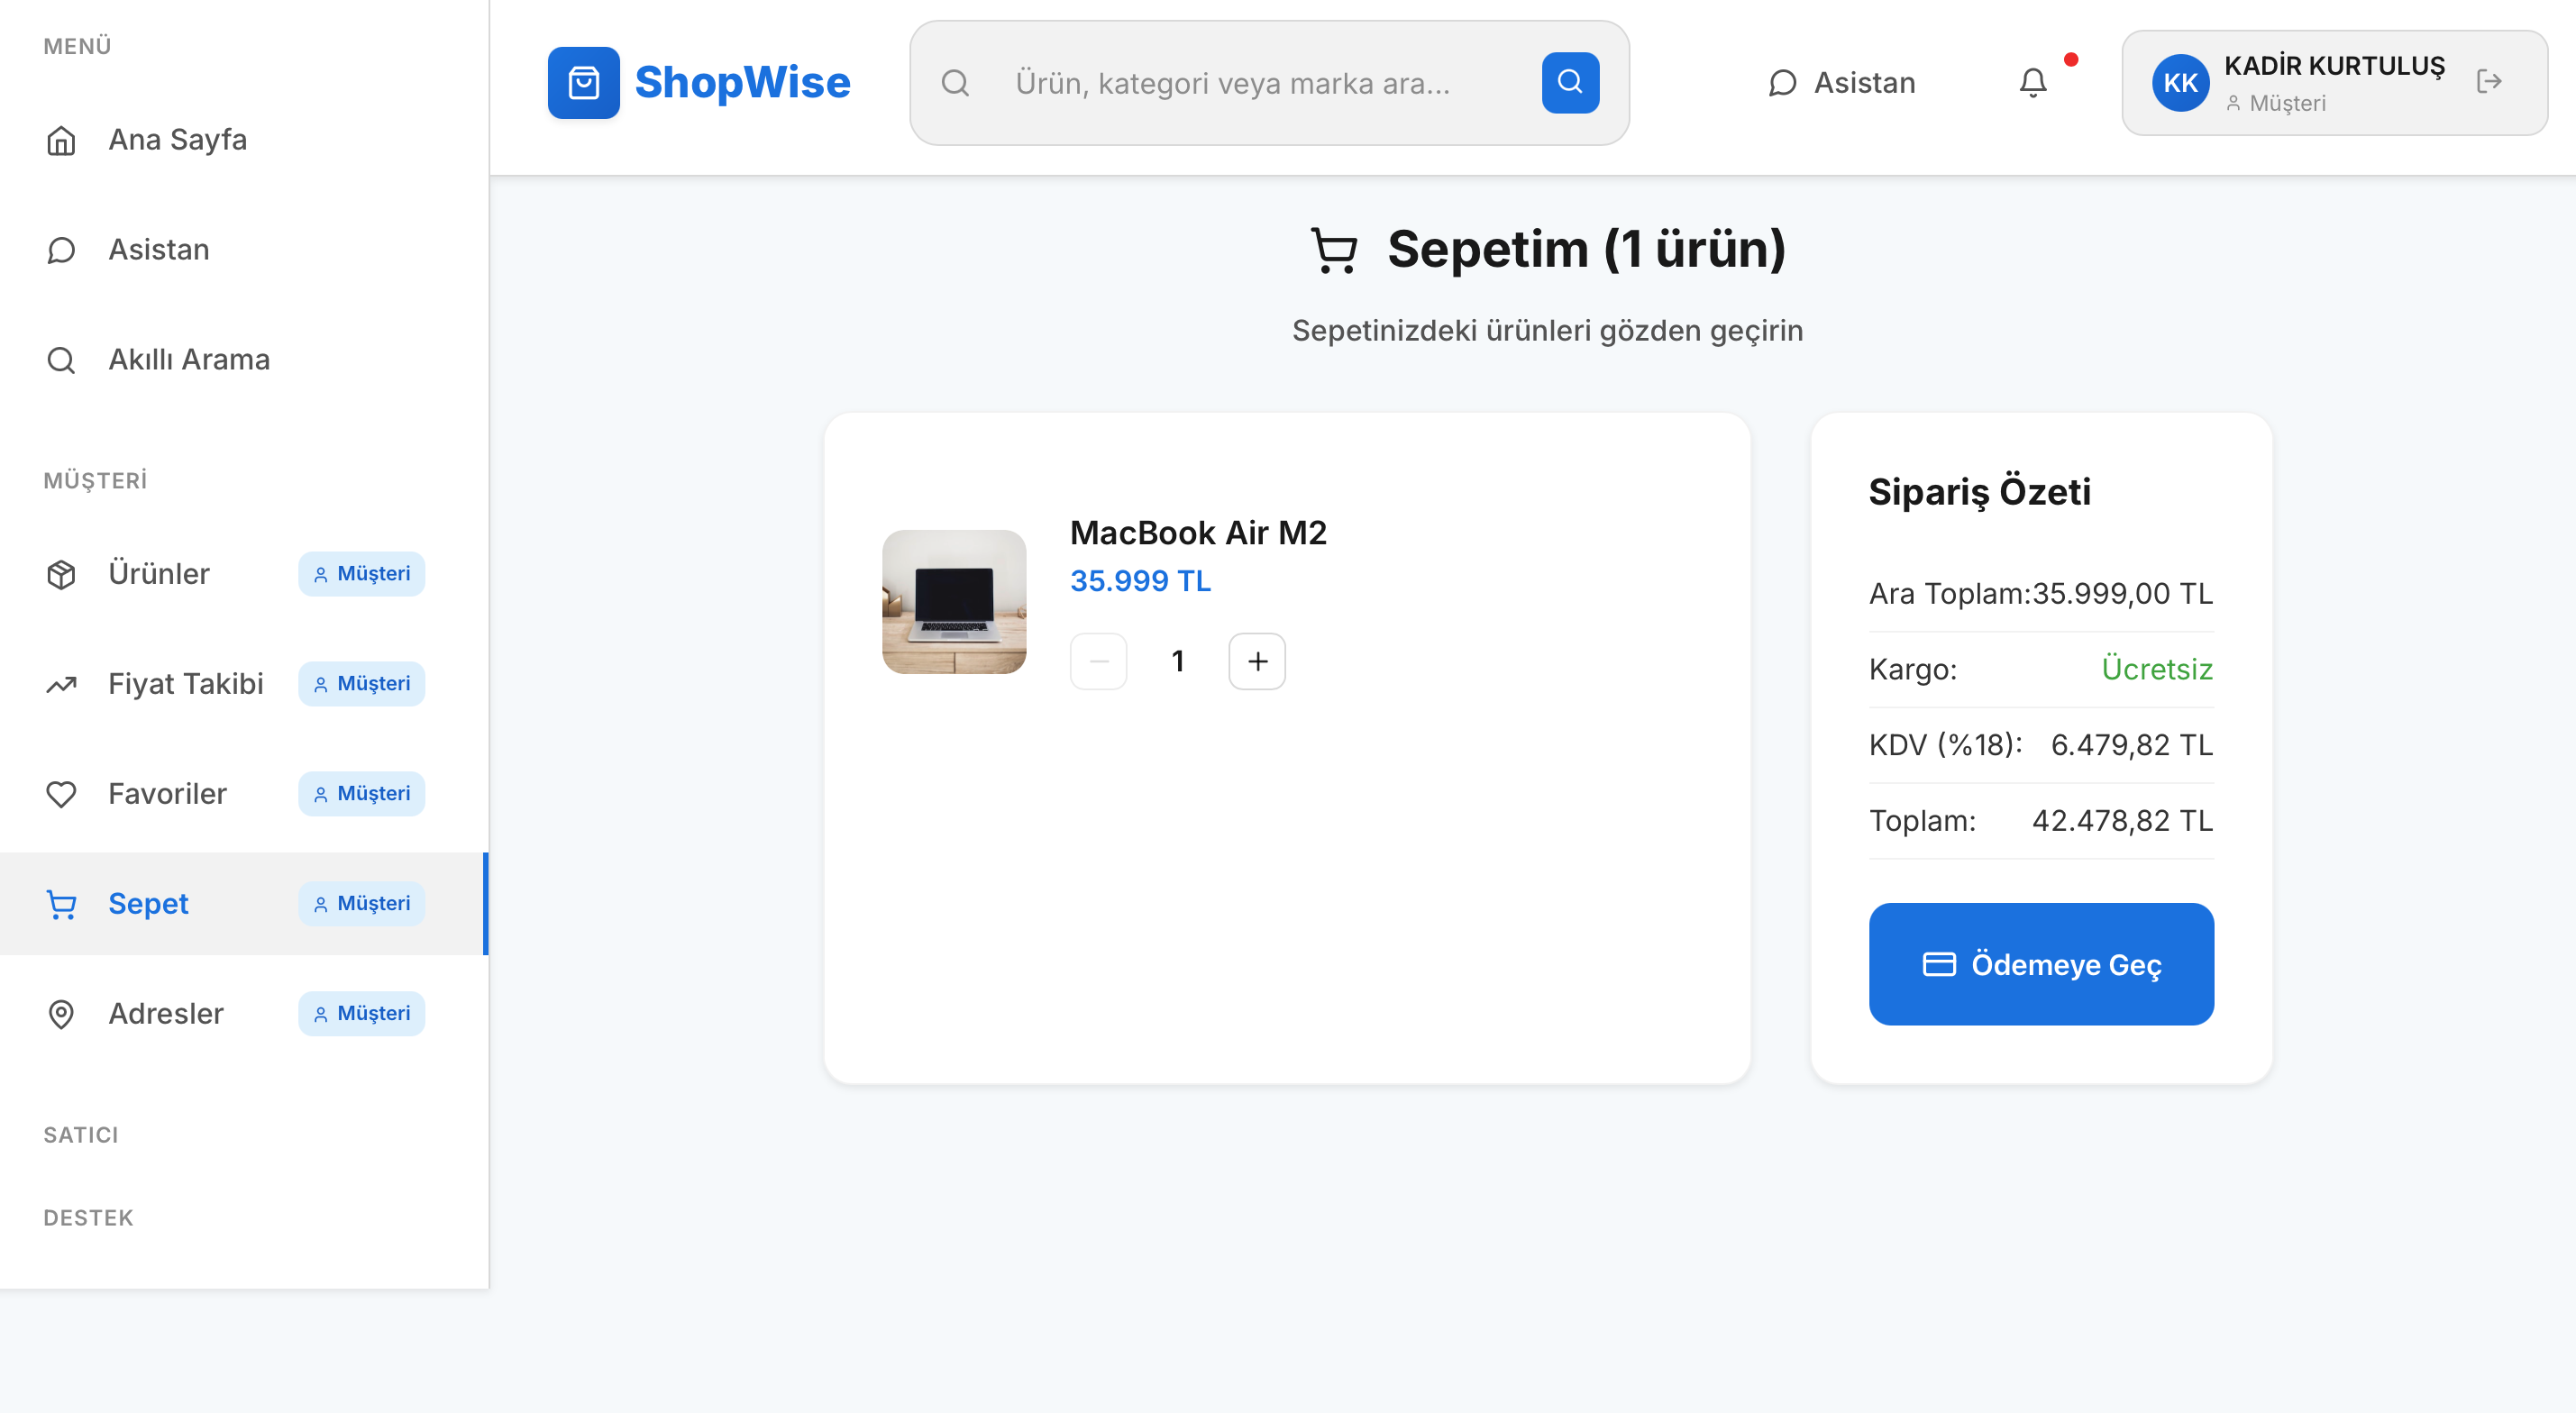 MENÜ
Ana Sayfa
Asistan
Akıllı Arama
MÜŞTERİ
Ürünler
Müşteri
Fiyat Takibi
Müşteri
Favoriler
Müşteri
Sepet
Müşteri
Adresler
Müşteri
SATICI
DESTEK
ShopWise
Ürün, kategori veya marka ara...
Asistan
KK
KADİR KURTULUŞ
Müşteri
Sepetim (1 ürün)
Sepetinizdeki ürünleri gözden geçirin
MacBook Air M2
35.999 TL
1
Sipariş Özeti
Ara Toplam:35.999,00 TL
Kargo: Ücretsiz
KDV (%18): 6.479,82 TL
Toplam: 42.478,82 TL
Ödemeye Geç